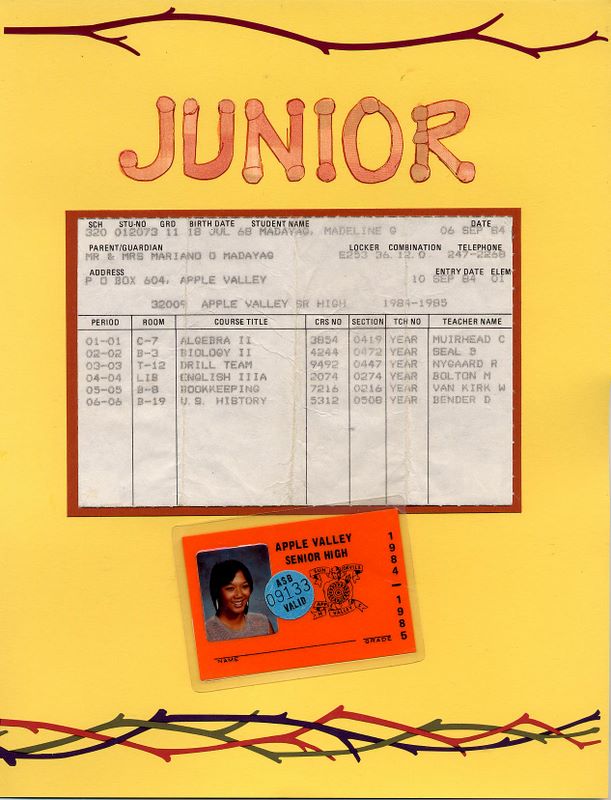 JUNIOR
SCH STU-NO GRD BIRTH DATE STUDENT NAME DATE
320 012073 11 18 JUL 68 MADAYAG, MADELINE G 06 SEP 84
PARENT/GUARDIAN LOCKER COMBINATION TELEPHONE
MR & MRS MARIANO O MADAYAG E253 36.12.0 247-2268
ADDRESS ENTRY DATE ELEM
P O BOX 604, APPLE VALLEY 10 SEP 84 01
32009 APPLE VALLEY SR HIGH 1984-1985
PERIOD ROOM COURSE TITLE CRS NO SECTION TCH NO TEACHER NAME
01-01 C-7 ALGEBRA II 3854 0419 YEAR MUIRHEAD C
02-02 B-3 BIOLOGY II 4244 0472 YEAR SEAL B
03-03 T-12 DRILL TEAM 9492 0447 YEAR NYGAARD R
04-04 LIB ENGLISH IIIA 2074 0274 YEAR BOLTON M
05-05 B-8 BOOKKEEPING 7216 0216 YEAR VAN KIRK W
06-06 B-19 U.S. HISTORY 5312 0508 YEAR BENDER D
APPLE VALLEY
SENIOR HIGH
1984-1985
ASB
09133
VALID
VALLEY
NAME GRADE